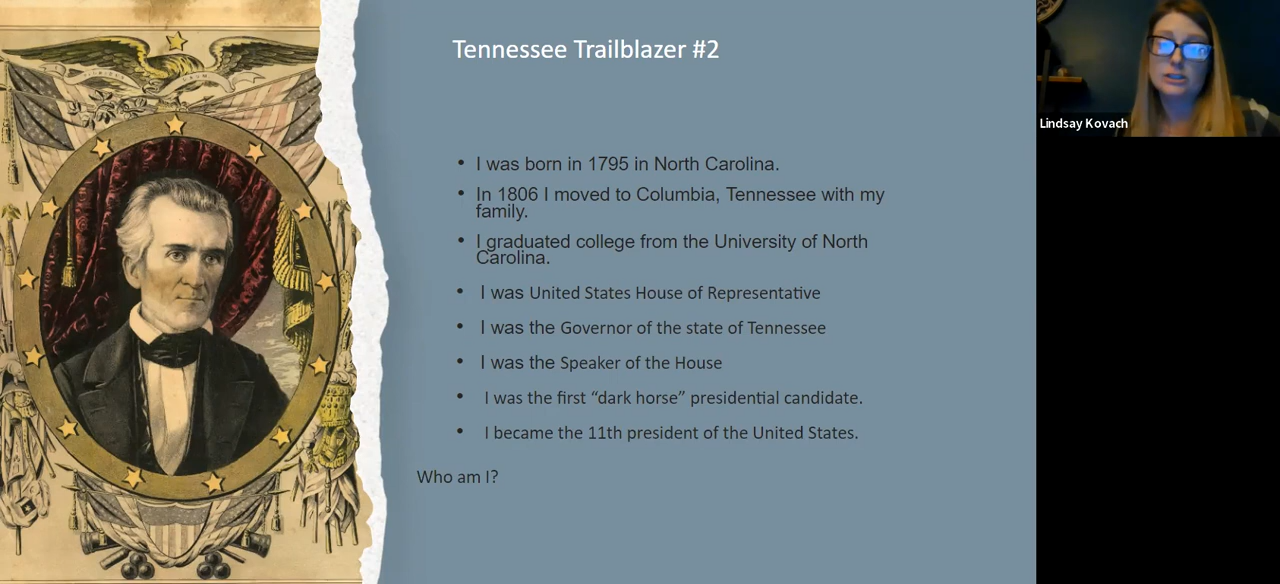 Tennessee Trailblazer #2
Lindsay Kovach
• I was born in 1795 in North Carolina.
• In 1806 I moved to Columbia, Tennessee with my
family.
• I graduated college from the University of North
Carolina.
• I was United States House of Representative
• I was the Governor of the state of Tennessee
• I was the Speaker of the House
• I was the first “dark horse” presidential candidate.
• I became the 11th president of the United States.
Who am I?